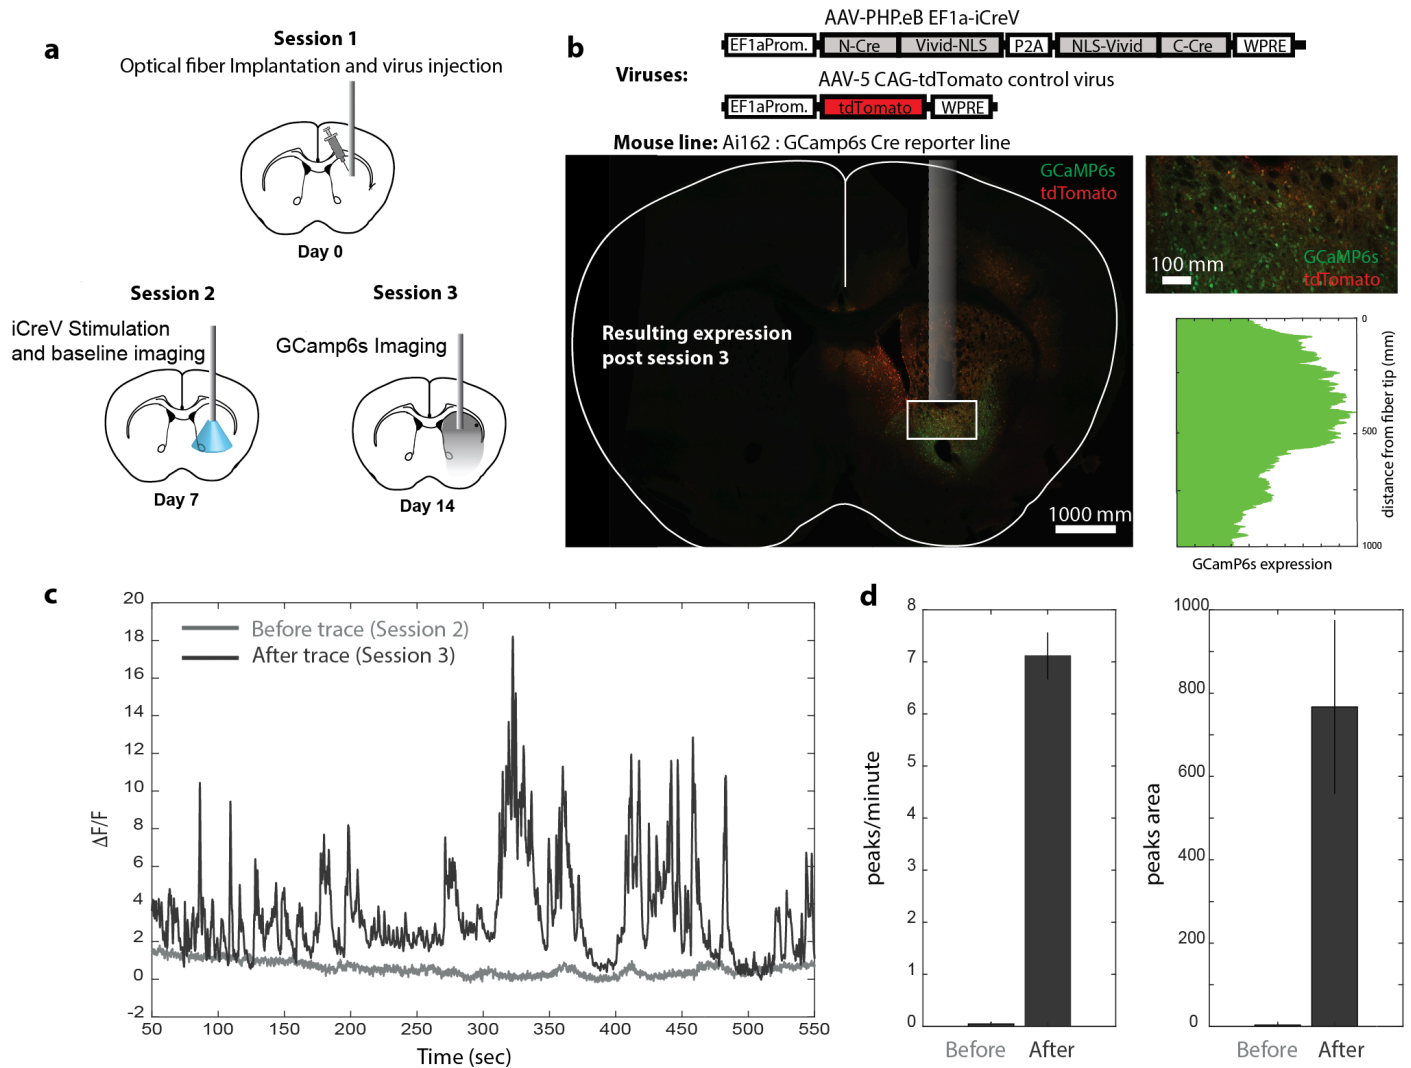 a
Session 1
Optical fiber Implantation and virus injection
Day 0
Session 2
iCreV Stimulation
and baseline imaging
Day 7
Session 3
GCamp6s Imaging
Day 14
b
AAV-PHP.eB EF1a-iCreV
EF1aProm. N-Cre Vivid-NLS P2A NLS-Vivid C-Cre WPRE
Viruses:
AAV-5 CAG-tdTomato control virus
EF1aProm. tdTomato WPRE
Mouse line: Ai162 : GCamp6s Cre reporter line
GCaMP6s
tdTomato
Resulting expression
post session 3
1000 mm
100 mm
GCaMP6s
tdTomato
0
500
1000
distance from fiber tip (mm)
GCamP6s expression
c
20
18
16
14
12
10
8
6
4
2
0
-2
Before trace (Session 2)
After trace (Session 3)
ΔF/F
50 100 150 200 250 300 350 400 450 500 550
Time (sec)
d
8
7
6
5
4
3
2
1
0
peaks/minute
Before After
1000
800
600
400
200
0
peaks area
Before After